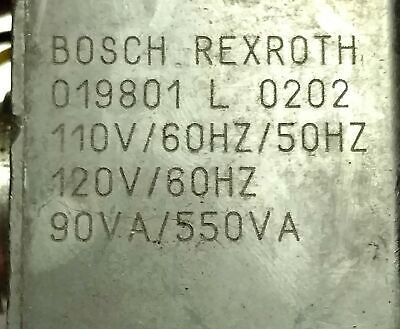 BOSCH REXROTH
019801 L 0202
110V/60HZ/50HZ
120V/60HZ
90VA/550VA